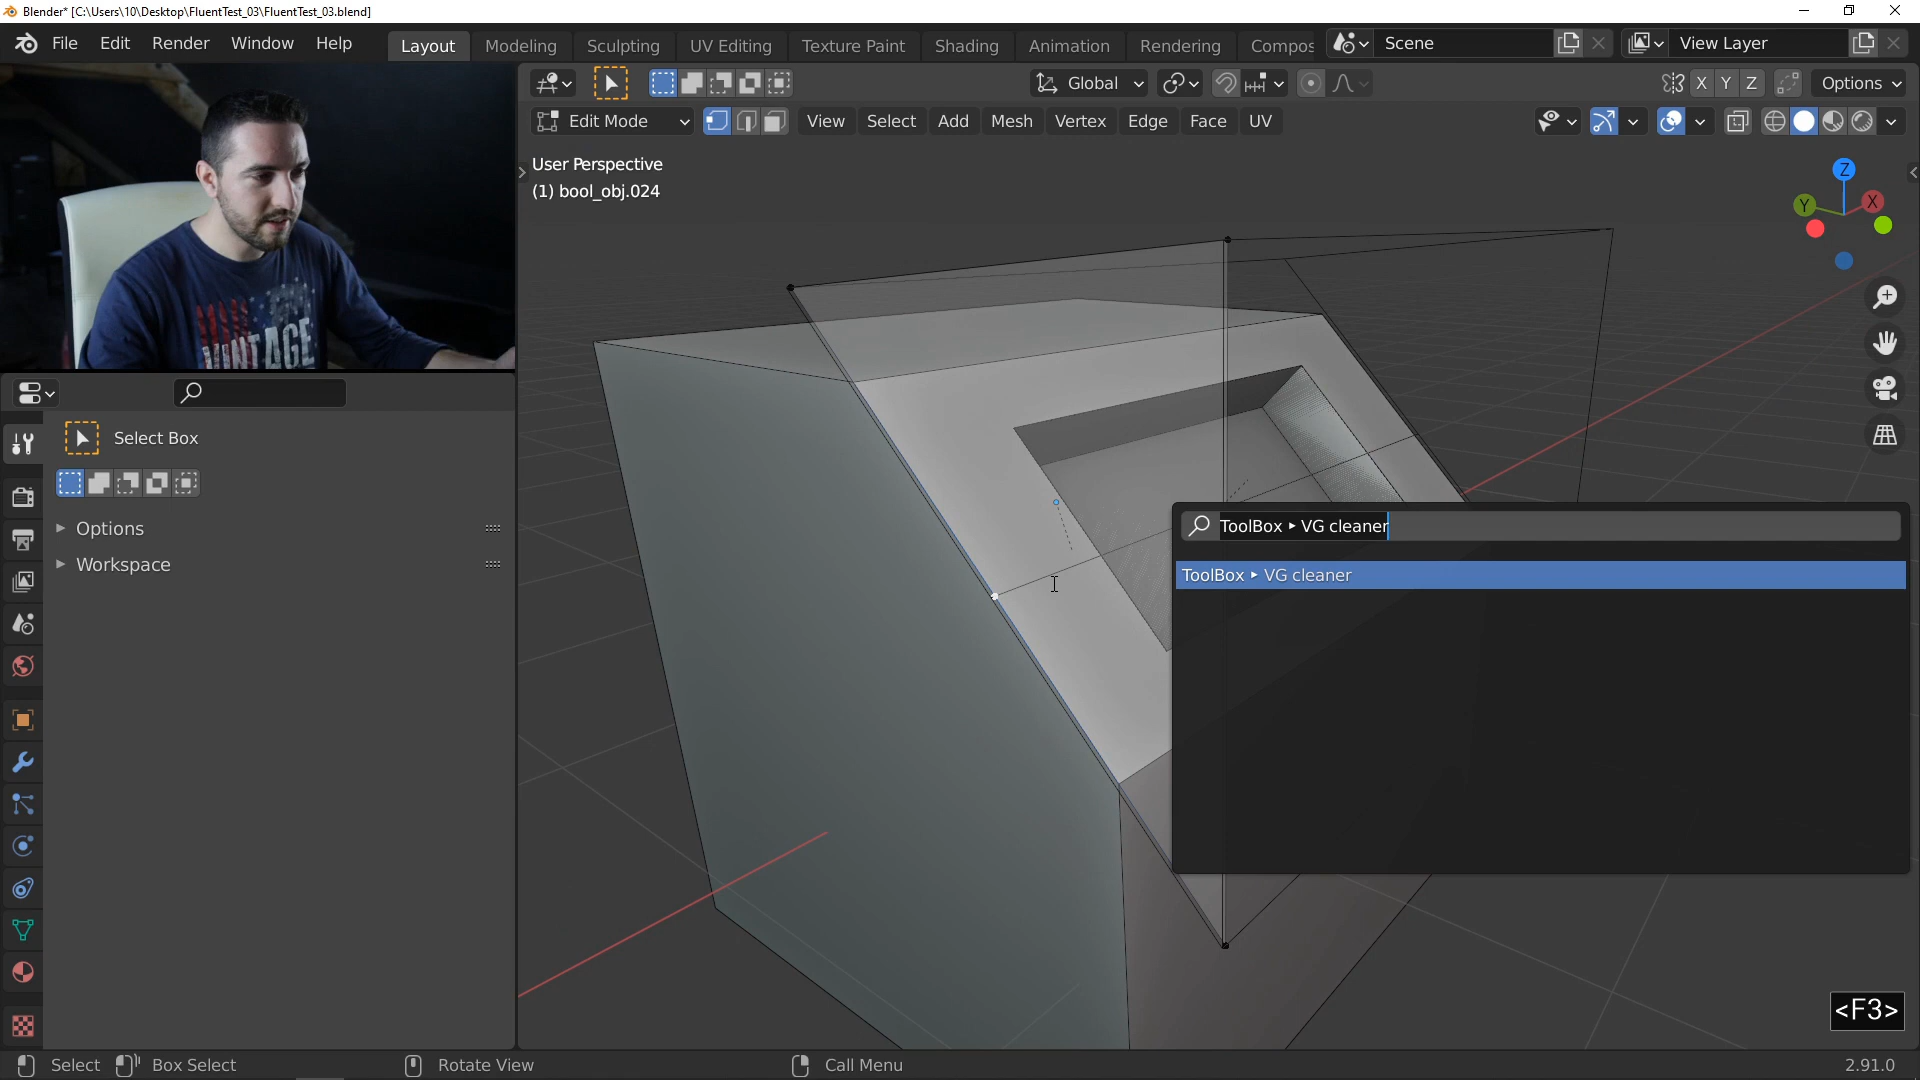 Blender* [C:\Users\10\Desktop\FluentTest_03\FluentTest_03.blend]
File Edit Render Window Help
Layout Modeling Sculpting UV Editing Texture Paint Shading Animation Rendering Compos
Scene
View Layer
Global
X Y Z
Options
Edit Mode
View Select Add Mesh Vertex Edge Face UV
User Perspective
(1) bool_obj.024
Z
Y
X
VINTAGE
Select Box
Options
Workspace
ToolBox ▸ VG cleaner
ToolBox ▸ VG cleaner
<F3>
Select Box Select Rotate View Call Menu 2.91.0